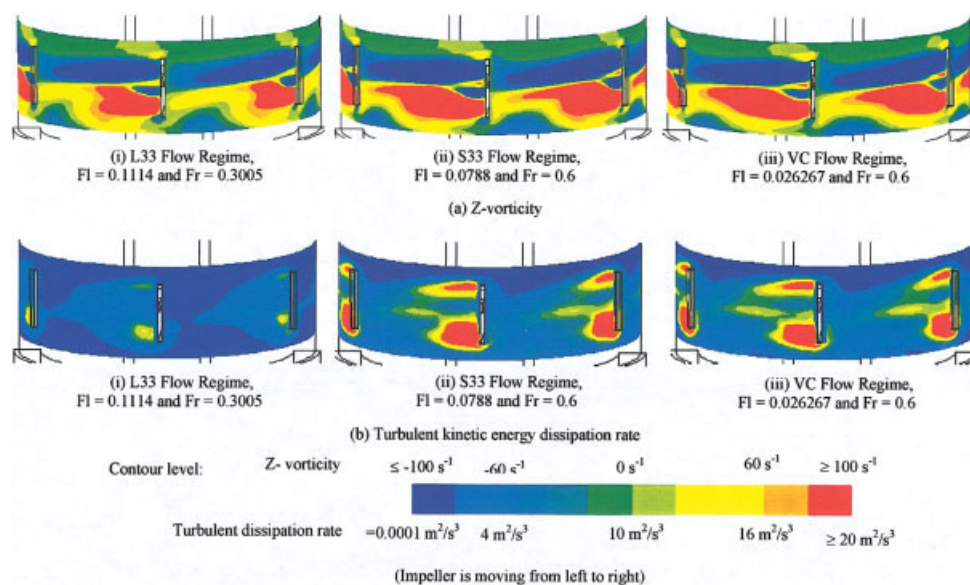 (i) L33 Flow Regime, (ii) S33 Flow Regime, (iii) VC Flow Regime,
Fl = 0.1114 and Fr = 0.3005 Fl = 0.0788 and Fr = 0.6 Fl = 0.026267 and Fr = 0.6
(a) Z-vorticity
(i) L33 Flow Regime, (ii) S33 Flow Regime, (iii) VC Flow Regime,
Fl = 0.1114 and Fr = 0.3005 Fl = 0.0788 and Fr = 0.6 Fl = 0.026267 and Fr = 0.6
(b) Turbulent kinetic energy dissipation rate
Contour level: Z- vorticity ≤ -100 s⁻¹ -60 s⁻¹ 0 s⁻¹ 60 s⁻¹ ≥ 100 s⁻¹
Turbulent dissipation rate =0.0001 m²/s³ 4 m²/s³ 10 m²/s³ 16 m²/s³ ≥ 20 m²/s³
(Impeller is moving from left to right)